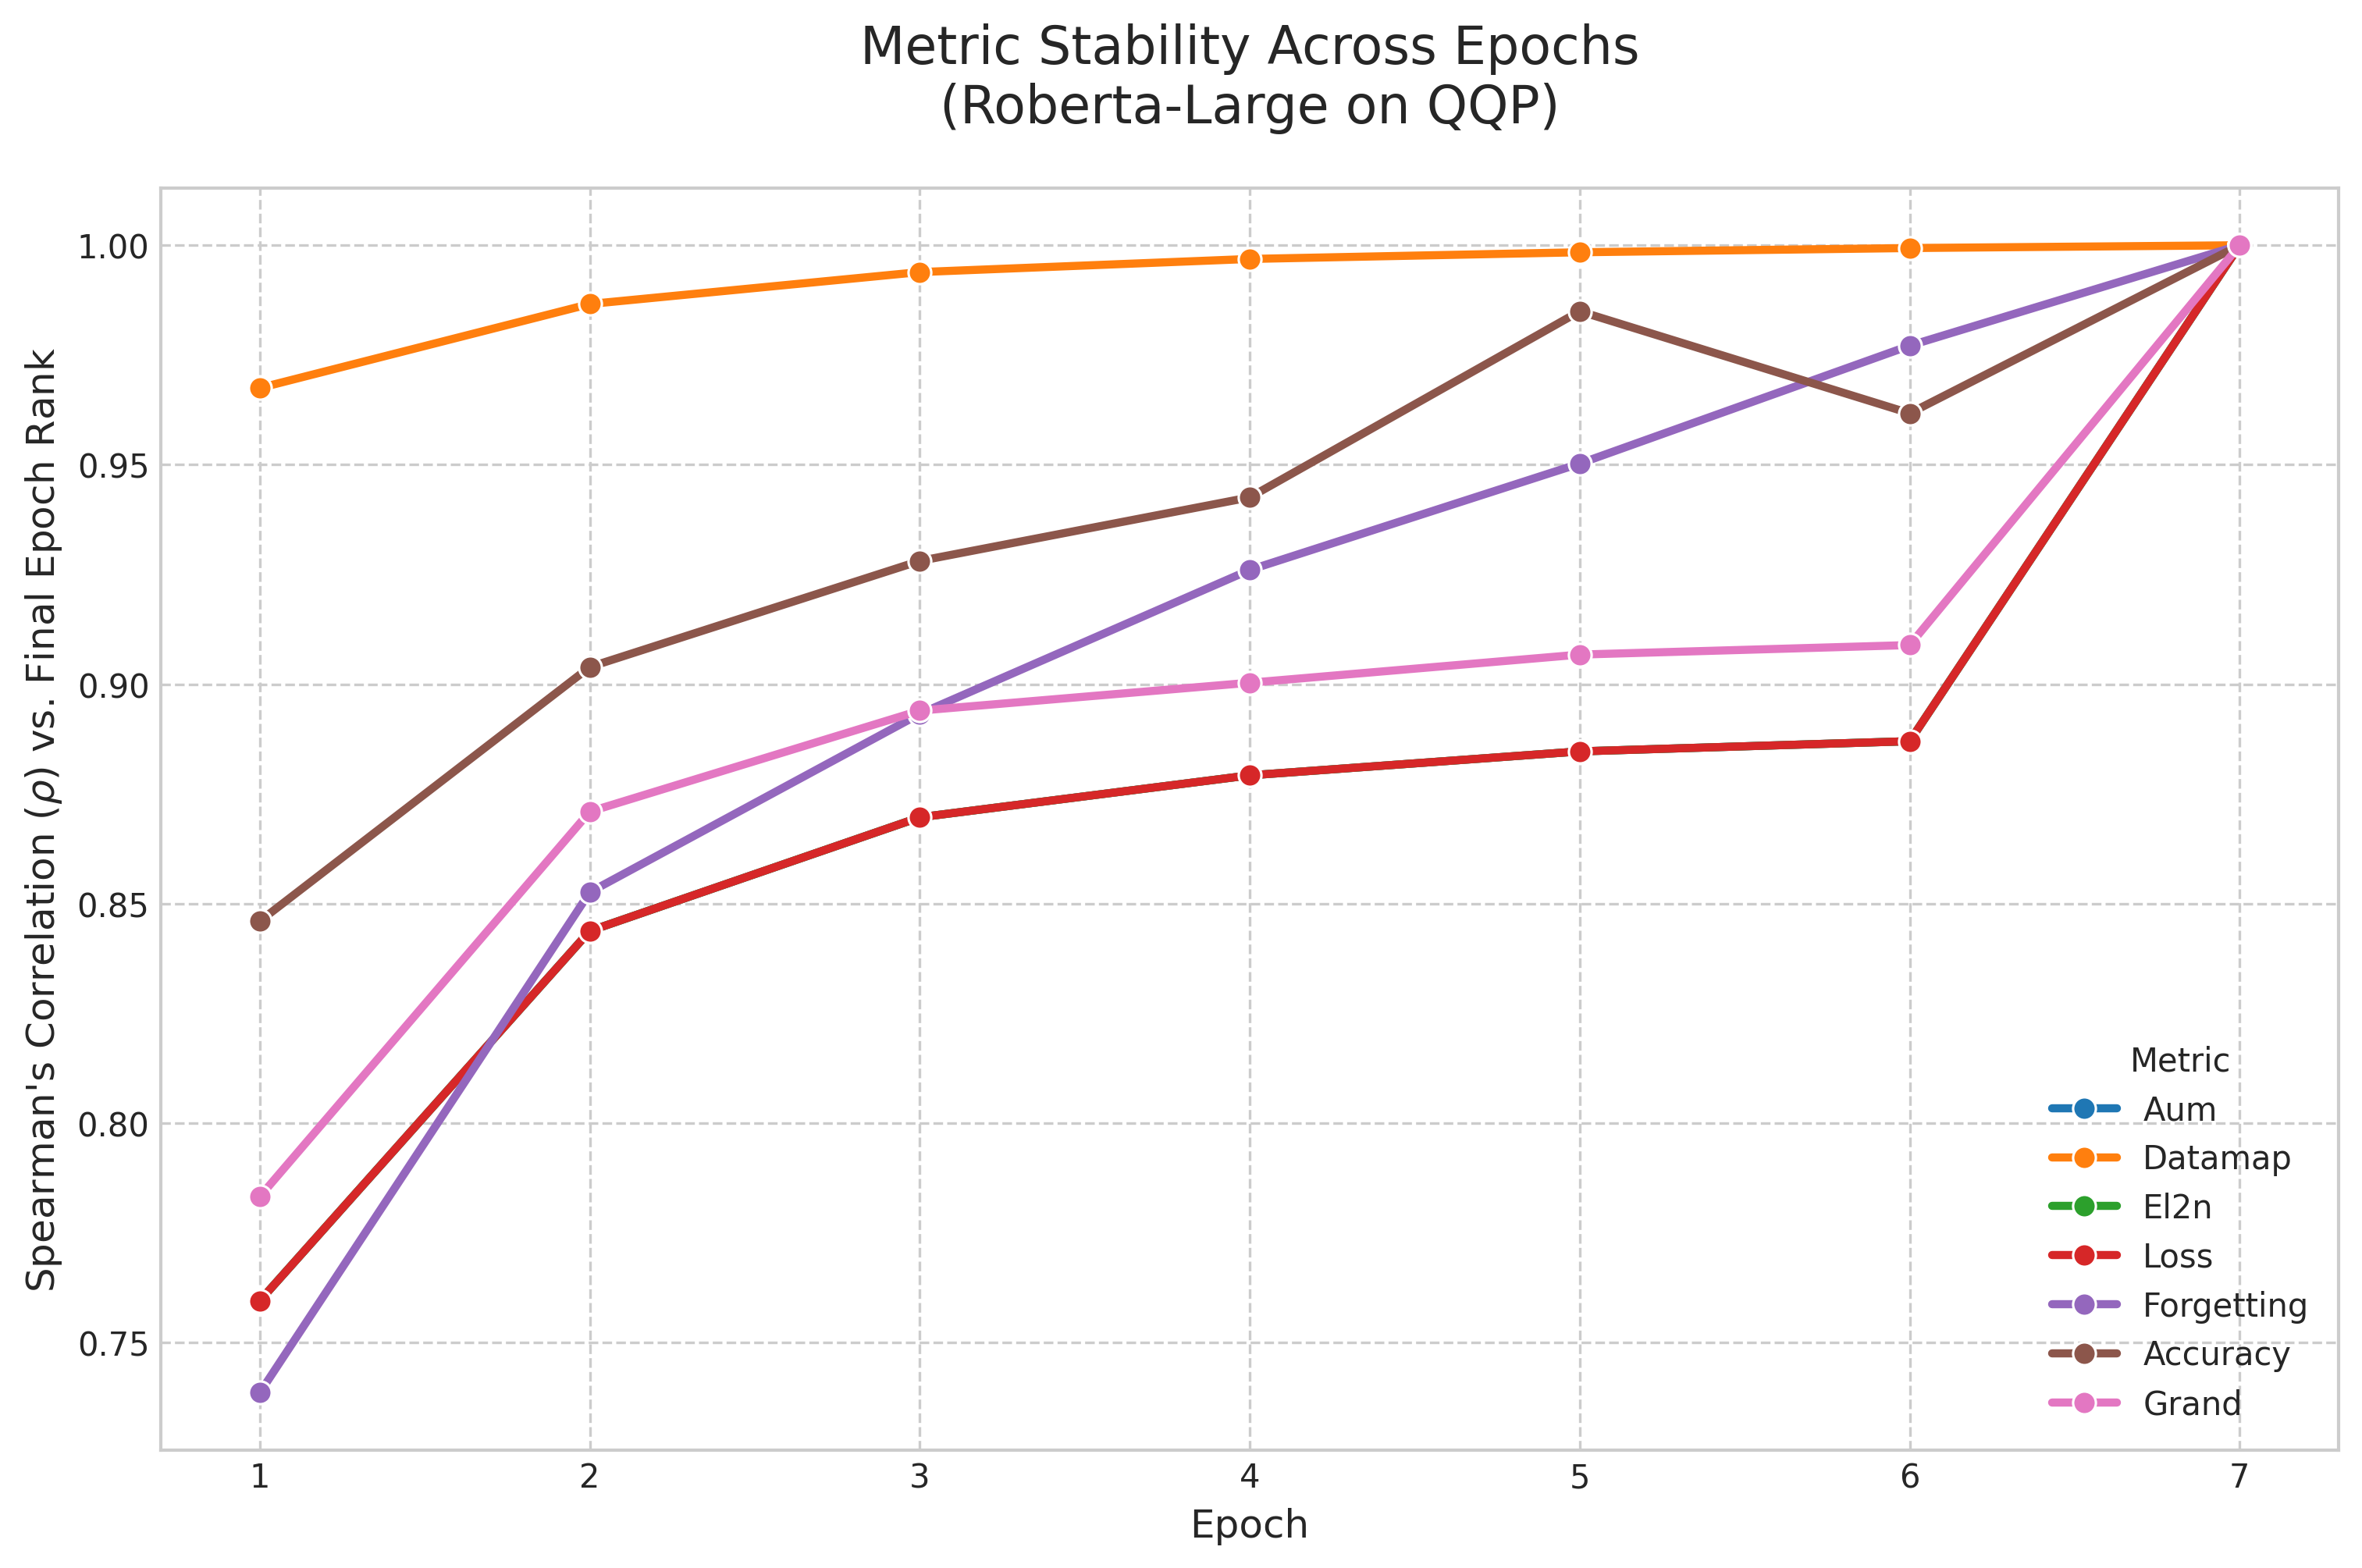 Metric Stability Across Epochs
(Roberta-Large on QQP)
Spearman's Correlation (ρ) vs. Final Epoch Rank
1.00
0.95
0.90
0.85
0.80
0.75
Metric
Aum
Datamap
El2n
Loss
Forgetting
Accuracy
Grand
1 2 3 4 5 6 7
Epoch